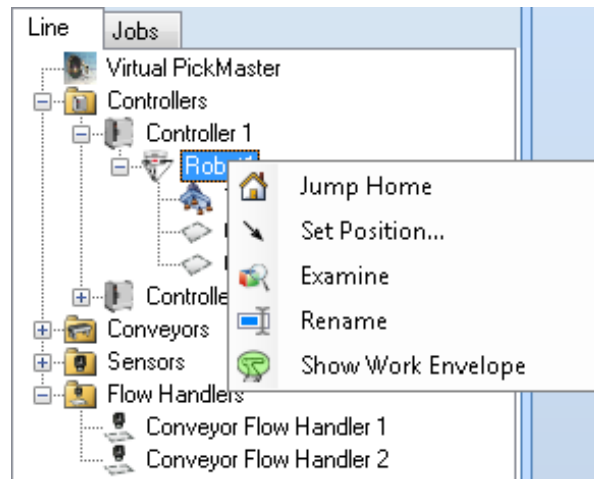 Line
Jobs
Virtual PickMaster
Controllers
Controller 1
Jump Home
Set Position...
Examine
Rename
Show Work Envelope
Conveyors
Sensors
Flow Handlers
Conveyor Flow Handler 1
Conveyor Flow Handler 2